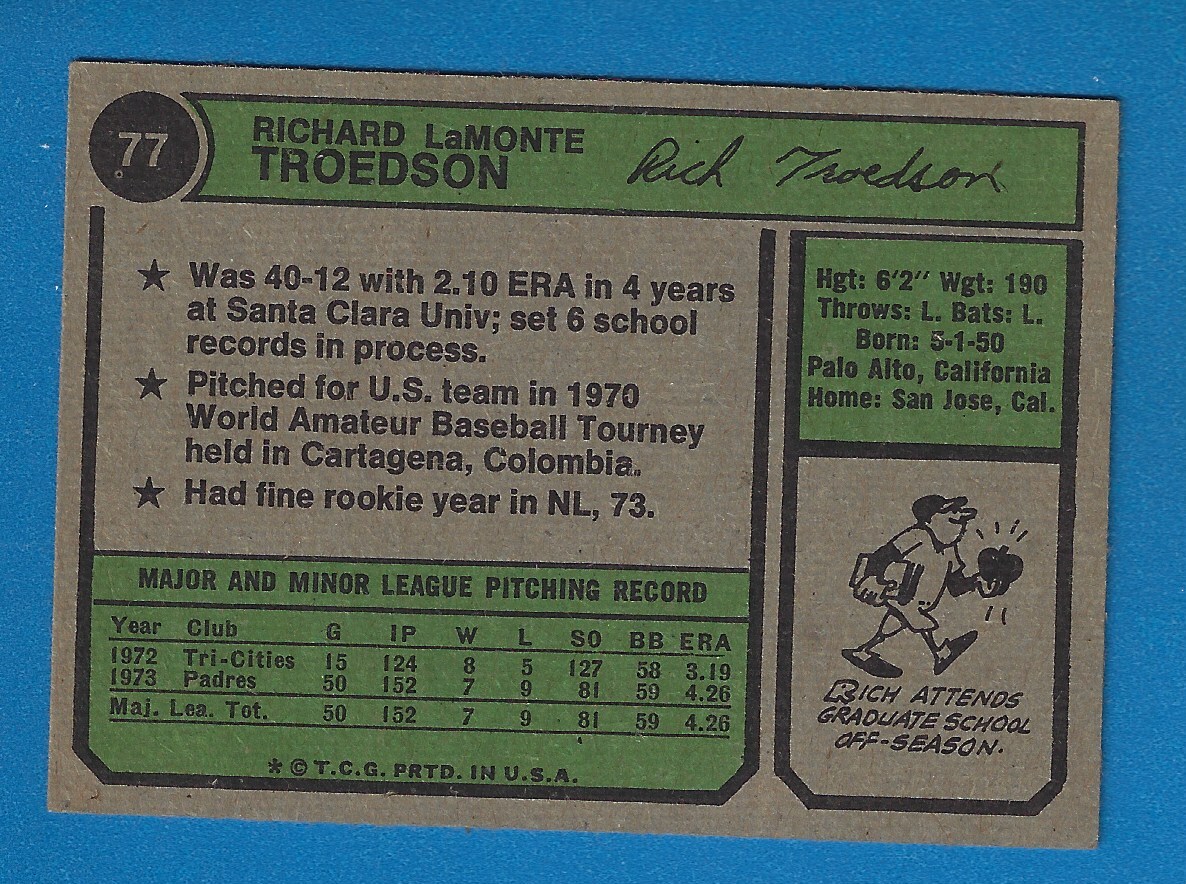 77
RICHARD LaMONTE
TROEDSON
Rich Troedson
★ Was 40-12 with 2.10 ERA in 4 years
at Santa Clara Univ; set 6 school
records in process.
★ Pitched for U.S. team in 1970
World Amateur Baseball Tourney
held in Cartagena, Colombia.
★ Had fine rookie year in NL, 73.
MAJOR AND MINOR LEAGUE PITCHING RECORD
Year Club G IP W L SO BB ERA
1972 Tri-Cities 15 124 8 5 127 58 3.19
1973 Padres 50 152 7 9 81 59 4.26
Maj. Lea. Tot. 50 152 7 9 81 59 4.26
* © T.C.G. PRTD. IN U.S.A.
Hgt: 6'2" Wgt: 190
Throws: L. Bats: L.
Born: 5-1-50
Palo Alto, California
Home: San Jose, Cal.
RICH ATTENDS
GRADUATE SCHOOL
OFF-SEASON.